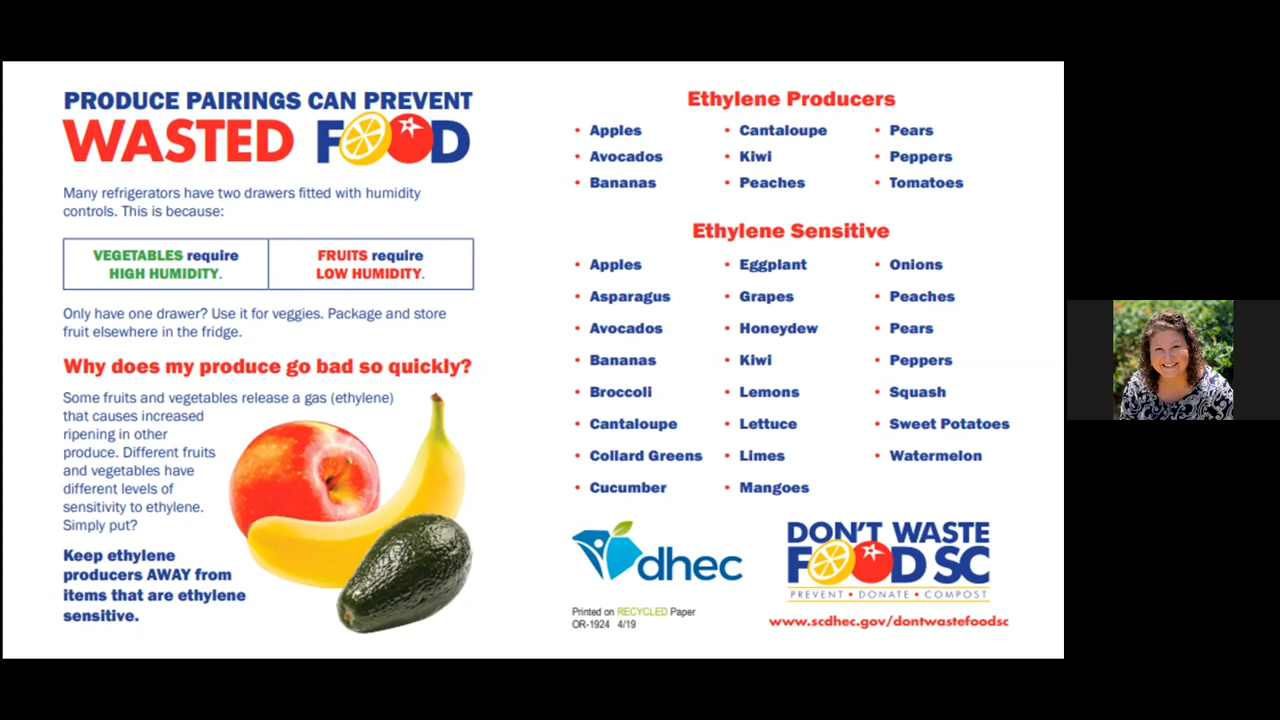 PRODUCE PAIRINGS CAN PREVENT
WASTED FOOD
Many refrigerators have two drawers fitted with humidity
controls. This is because:
VEGETABLES require
HIGH HUMIDITY.
FRUITS require
LOW HUMIDITY.
Only have one drawer? Use it for veggies. Package and store
fruit elsewhere in the fridge.
Why does my produce go bad so quickly?
Some fruits and vegetables release a gas (ethylene)
that causes increased
ripening in other
produce. Different fruits
and vegetables have
different levels of
sensitivity to ethylene.
Simply put?
Keep ethylene
producers AWAY from
items that are ethylene
sensitive.
Ethylene Producers
• Apples
• Avocados
• Bananas
• Cantaloupe
• Kiwi
• Peaches
• Pears
• Peppers
• Tomatoes
Ethylene Sensitive
• Apples
• Asparagus
• Avocados
• Bananas
• Broccoli
• Cantaloupe
• Collard Greens
• Cucumber
• Eggplant
• Grapes
• Honeydew
• Kiwi
• Lemons
• Lettuce
• Limes
• Mangoes
• Onions
• Peaches
• Pears
• Peppers
• Squash
• Sweet Potatoes
• Watermelon
dhec
Printed on RECYCLED Paper
OR-1924 4/19
DON'T WASTE
FOOD SC
PREVENT • DONATE • COMPOST
www.scdhec.gov/dontwastefoodsc